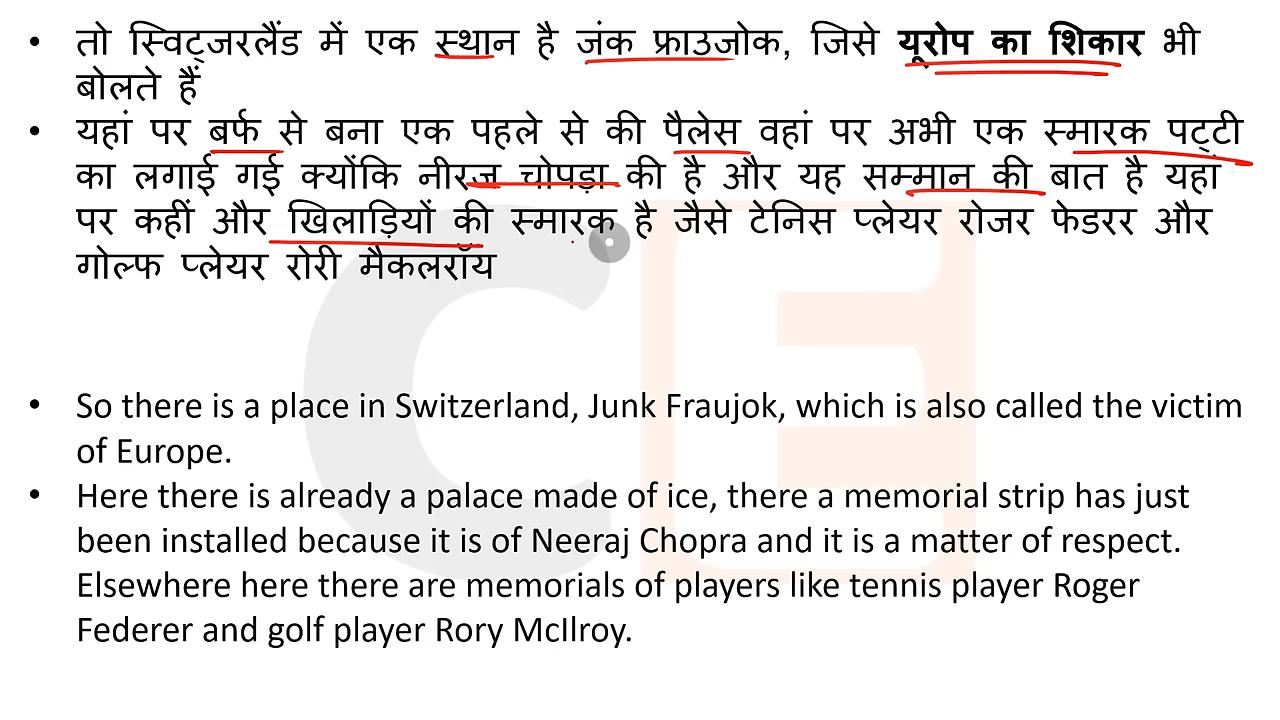 • तो स्विट्जरलैंड में एक स्थान है जंक फ्राउजोक, जिसे यूरोप का शिकार भी
बोलते हैं
• यहां पर बर्फ से बना एक पहले से की पैलेस वहां पर अभी एक स्मारक पट्टी
का लगाई गई क्योंकि नीरज चोपड़ा की है और यह सम्मान की बात है यहां
पर कहीं और खिलाड़ियों की स्मारक है जैसे टेनिस प्लेयर रोजर फेडरर और
गोल्फ प्लेयर रोरी मैकलरॉय
• So there is a place in Switzerland, Junk Fraujok, which is also called the victim
of Europe.
• Here there is already a palace made of ice, there a memorial strip has just
been installed because it is of Neeraj Chopra and it is a matter of respect.
Elsewhere here there are memorials of players like tennis player Roger
Federer and golf player Rory McIlroy.
CE